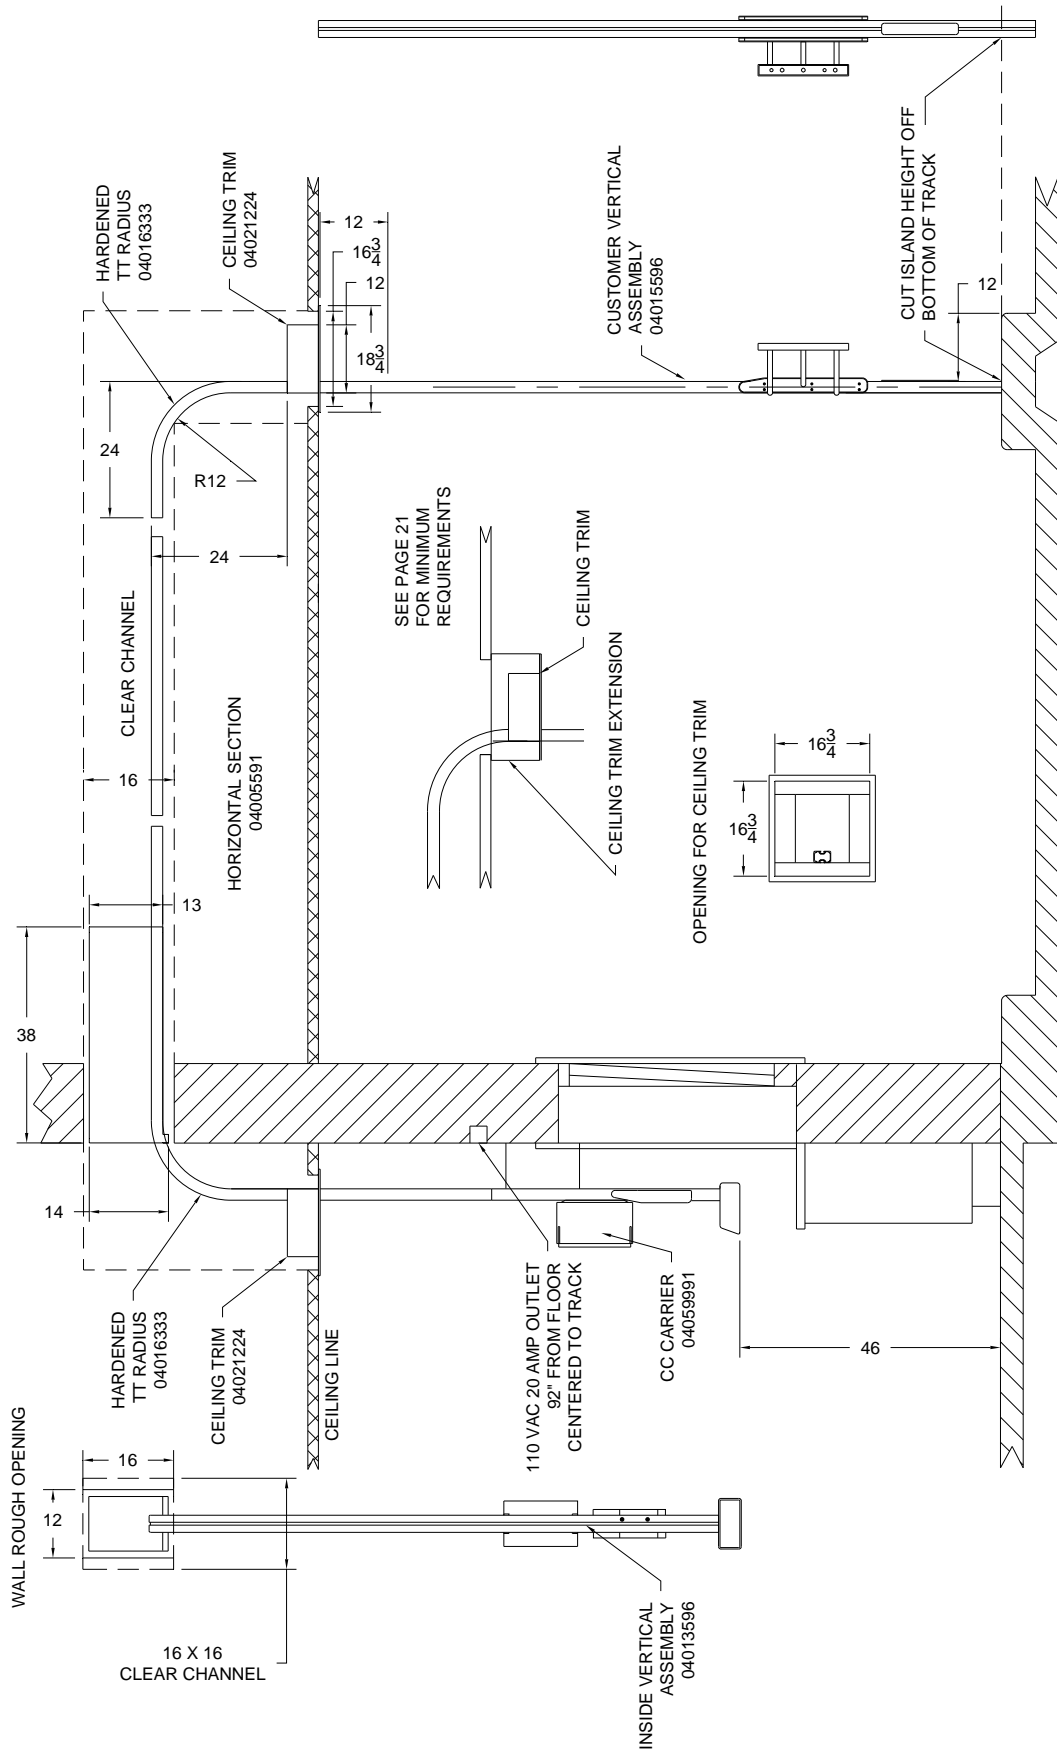 WALL ROUGH OPENING
16
12
16 X 16
CLEAR CHANNEL
INSIDE VERTICAL
ASSEMBLY
04013596
HARDENED
TT RADIUS
04016333
CEILING TRIM
04021224
CEILING LINE
110 VAC 20 AMP OUTLET
92" FROM FLOOR
CENTERED TO TRACK
CC CARRIER
04059991
46
14
38
13
16
CLEAR CHANNEL
HORIZONTAL SECTION
04005591
24
R12
24
HARDENED
TT RADIUS
04016333
CEILING TRIM
04021224
12
16 3/4
12
18 3/4
SEE PAGE 21
FOR MINIMUM
REQUIREMENTS
CEILING TRIM
CEILING TRIM EXTENSION
OPENING FOR CEILING TRIM
16 3/4
16 3/4
CUSTOMER VERTICAL
ASSEMBLY
04015596
CUT ISLAND HEIGHT OFF
BOTTOM OF TRACK
12